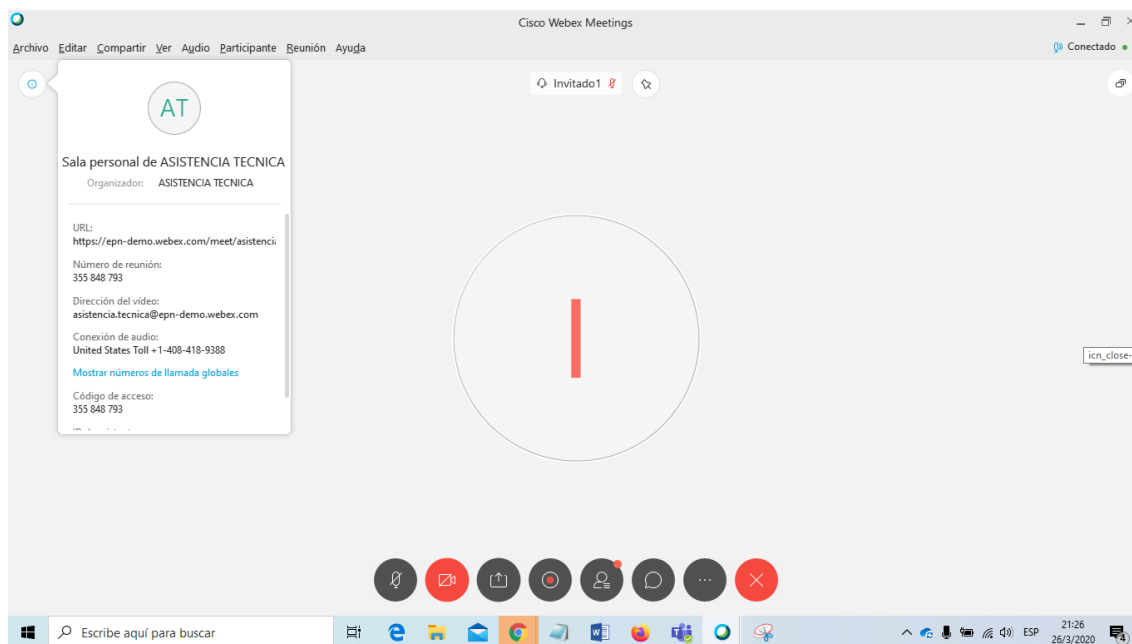 Cisco Webex Meetings
Archivo Editar Compartir Ver Audio Participante Reunión Ayuda
Conectado
Invitado1
AT
Sala personal de ASISTENCIA TECNICA
Organizador: ASISTENCIA TECNICA
URL:
https://epn-demo.webex.com/meet/asistenci
Número de reunión:
355 848 793
Dirección del vídeo:
asistencia.tecnica@epn-demo.webex.com
Conexión de audio:
United States Toll +1-408-418-9388
Mostrar números de llamada globales
Código de acceso:
355 848 793
I
icn_close-
Escribe aquí para buscar
ESP
21:26
26/3/2020
4